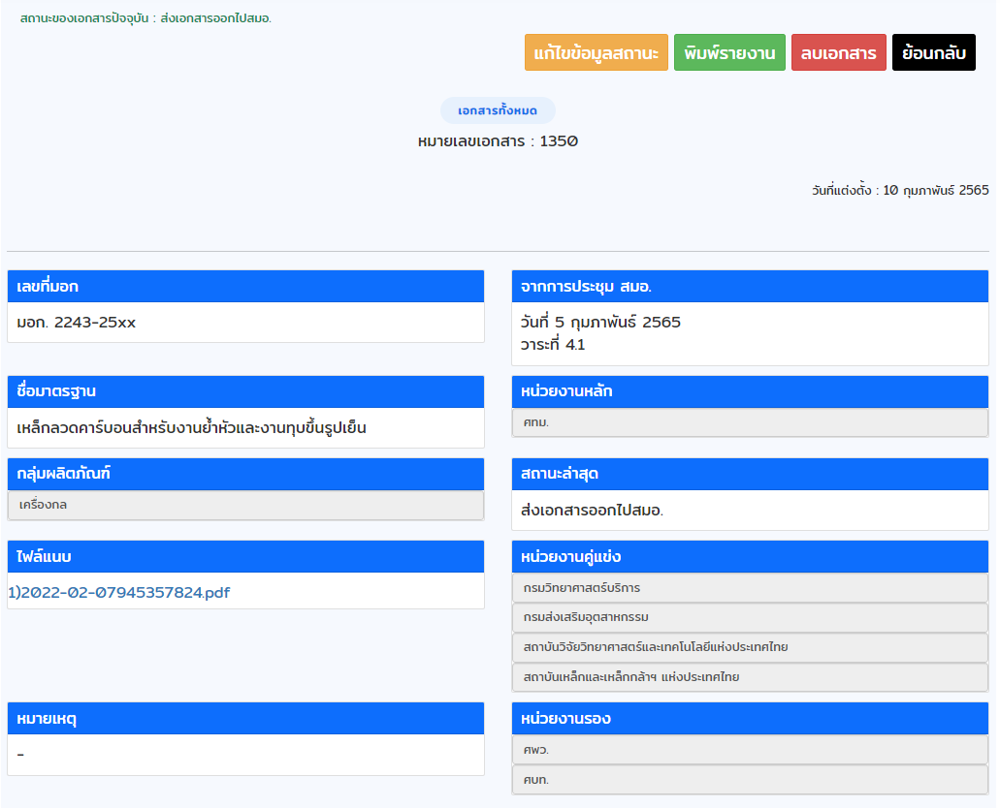 สถานะของเอกสารปัจจุบัน : ส่งเอกสารออกไปสมอ.
แก้ไขข้อมูลสถานะ พิมพ์รายงาน ลบเอกสาร ย้อนกลับ
เอกสารทั้งหมด
หมายเลขเอกสาร : 1350
วันที่แต่งตั้ง : 10 กุมภาพันธ์ 2565
เลขที่มอก
มอก. 2243-25xx
จากการประชุม สมอ.
วันที่ 5 กุมภาพันธ์ 2565
วาระที่ 4.1
ชื่อมาตรฐาน
เหล็กลวดคาร์บอนสำหรับงานย้ำหัวและงานทุบขึ้นรูปเย็น
หน่วยงานหลัก
ศทม.
กลุ่มผลิตภัณฑ์
เครื่องกล
สถานะล่าสุด
ส่งเอกสารออกไปสมอ.
ไฟล์แนบ
1)2022-02-07945357824.pdf
หน่วยงานคู่แข่ง
กรมวิทยาศาสตร์บริการ
กรมส่งเสริมอุตสาหกรรม
สถาบันวิจัยวิทยาศาสตร์และเทคโนโลยีแห่งประเทศไทย
สถาบันเหล็กและเหล็กกล้าฯ แห่งประเทศไทย
หมายเหตุ
-
หน่วยงานรอง
ศพว.
ศบท.